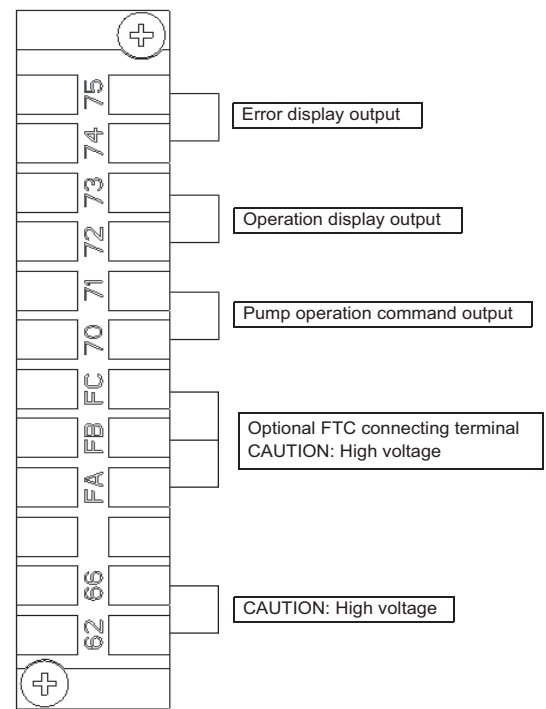 75
Error display output
74
73
Operation display output
72
71
Pump operation command output
70
FC
FB
Optional FTC connecting terminal
CAUTION: High voltage
FA
66
CAUTION: High voltage
62